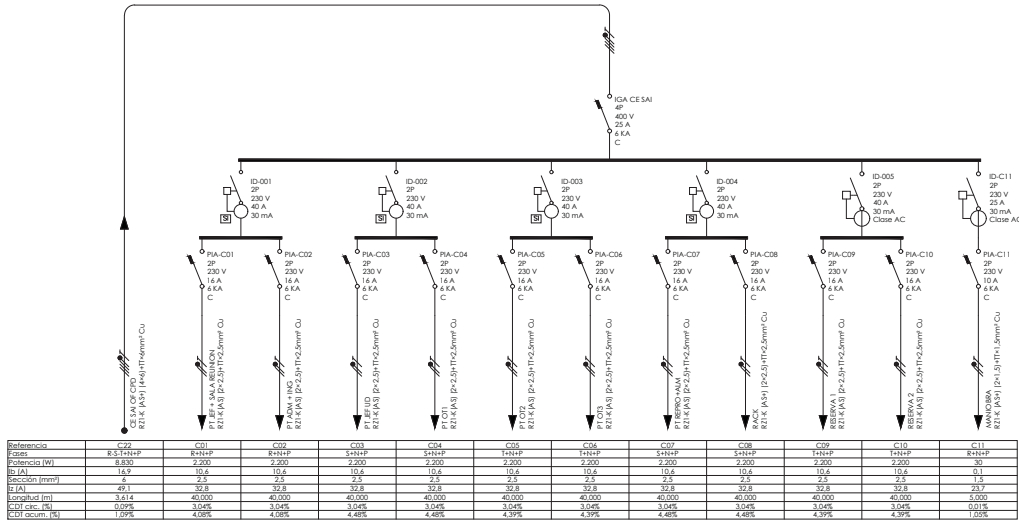 IGA CE SAI
4P
400 V
25 A
6 KA
C
ID-001
2P
230 V
40 A
30 mA
SI
ID-002
2P
230 V
40 A
30 mA
SI
ID-003
2P
230 V
40 A
30 mA
SI
ID-004
2P
230 V
40 A
30 mA
SI
ID-005
2P
230 V
40 A
30 mA
Clase AC
ID-C11
2P
230 V
25 A
30 mA
Clase AC
PIA-C01
2P
230 V
16 A
6 KA
C
PIA-C02
2P
230 V
16 A
6 KA
C
PIA-C03
2P
230 V
16 A
6 KA
C
PIA-C04
2P
230 V
16 A
6 KA
C
PIA-C05
2P
230 V
16 A
6 KA
C
PIA-C06
2P
230 V
16 A
6 KA
C
PIA-C07
2P
230 V
16 A
6 KA
C
PIA-C08
2P
230 V
16 A
6 KA
C
PIA-C09
2P
230 V
16 A
6 KA
C
PIA-C10
2P
230 V
16 A
6 KA
C
PIA-C11
2P
230 V
10 A
6 KA
C
CE SAI OF CPD
RZ1-K (AS+) (4×6)+TT×6mm² Cu
PT JEF + SALA REUNION
RZ1-K (AS) (2×2,5)+TT×2,5mm² Cu
PT ADM + ING
RZ1-K (AS) (2×2,5)+TT×2,5mm² Cu
PT JEF UD
RZ1-K (AS) (2×2,5)+TT×2,5mm² Cu
PT OT1
RZ1-K (AS) (2×2,5)+TT×2,5mm² Cu
PT OT2
RZ1-K (AS) (2×2,5)+TT×2,5mm² Cu
PT OT3
RZ1-K (AS) (2×2,5)+TT×2,5mm² Cu
PT REPRO+ALM
RZ1-K (AS) (2×2,5)+TT×2,5mm² Cu
RACK
RZ1-K (AS+) (2×2,5)+TT×2,5mm² Cu
RESERVA 1
RZ1-K (AS) (2×2,5)+TT×2,5mm² Cu
RESERVA 2
RZ1-K (AS) (2×2,5)+TT×2,5mm² Cu
MANIOBRA
RZ1-K (AS+) (2×1,5)+TT×1,5mm² Cu
Referencia C22 C01 C02 C03 C04 C05 C06 C07 C08 C09 C10 C11
Fases R-S-T+N+P R+N+P R+N+P S+N+P S+N+P T+N+P T+N+P S+N+P S+N+P T+N+P T+N+P R+N+P
Potencia (W) 8.830 2.200 2.200 2.200 2.200 2.200 2.200 2.200 2.200 2.200 2.200 30
Ib (A) 16,9 10,6 10,6 10,6 10,6 10,6 10,6 10,6 10,6 10,6 10,6 0,1
Sección (mm²) 6 2,5 2,5 2,5 2,5 2,5 2,5 2,5 2,5 2,5 2,5 1,5
Iz (A) 49,1 32,8 32,8 32,8 32,8 32,8 32,8 32,8 32,8 32,8 32,8 23,7
Longitud (m) 3,614 40,000 40,000 40,000 40,000 40,000 40,000 40,000 40,000 40,000 40,000 5,000
CDT circ. (%) 0,09% 3,04% 3,04% 3,04% 3,04% 3,04% 3,04% 3,04% 3,04% 3,04% 3,04% 0,01%
CDT acum. (%) 1,09% 4,08% 4,08% 4,48% 4,48% 4,39% 4,39% 4,48% 4,48% 4,39% 4,39% 1,05%